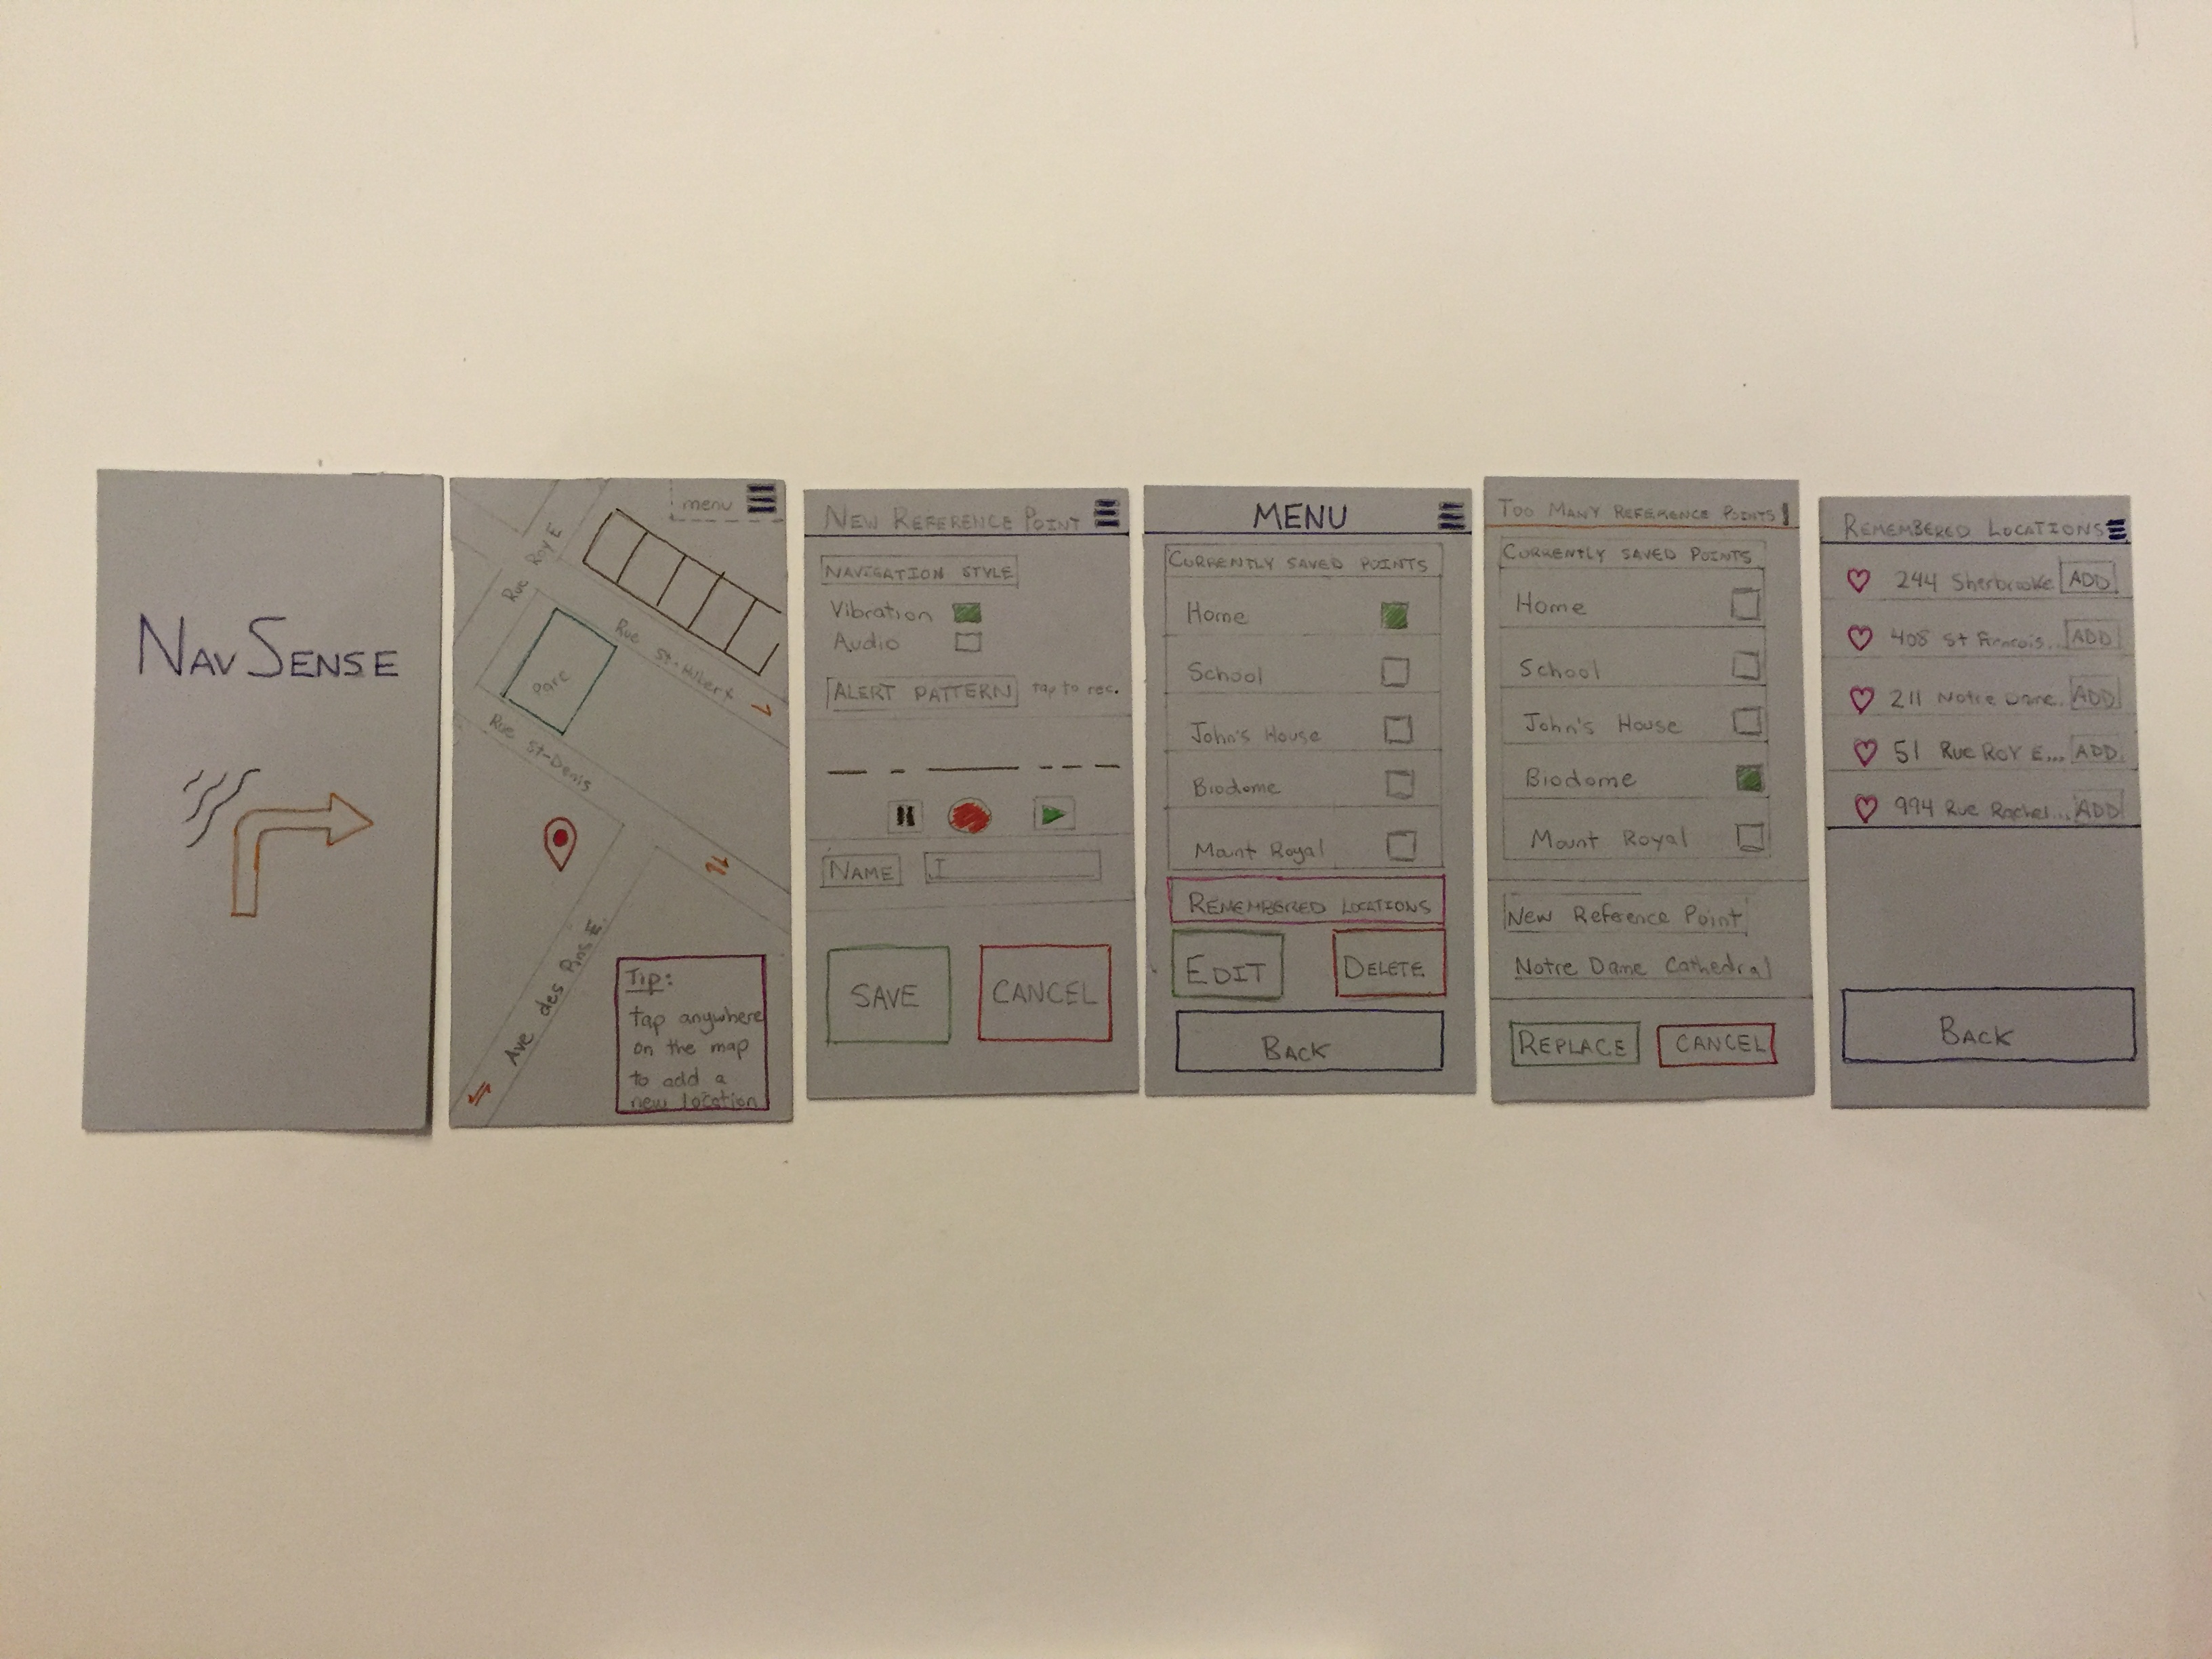 NAVSENSE
menu
Rue Roy E
parc
Rue St-Hubert
Rue St-Denis
Ave des Pins E.
Tip:
tap anywhere
on the map
to add a
new location
NEW REFERENCE POINT
NAVIGATION STYLE
Vibration
Audio
ALERT PATTERN tap to rec.
NAME
SAVE CANCEL
MENU
CURRENTLY SAVED POINTS
Home
School
John's House
Biodome
Mount Royal
REMEMBERED LOCATIONS
EDIT DELETE
BACK
TOO MANY REFERENCE POINTS
CURRENTLY SAVED POINTS
Home
School
John's House
Biodome
Mount Royal
New Reference Point
Notre Dame Cathedral
REPLACE CANCEL
REMEMBERED LOCATIONS
244 Sherbrooke ADD
408 St Francois... ADD
211 Notre Dame.. ADD
51 Rue Roy E... ADD
994 Rue Rachel... ADD
BACK